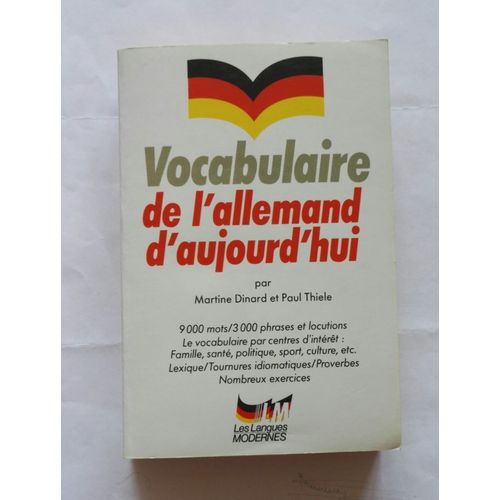 Vocabulaire
de l'allemand
d'aujourd'hui
par
Martine Dinard et Paul Thiele
9 000 mots/3 000 phrases et locutions
Le vocabulaire par centres d'intérêt :
Famille, santé, politique, sport, culture, etc.
Lexique/Tournures idiomatiques/Proverbes
Nombreux exercices
LM
Les Langues
MODERNES